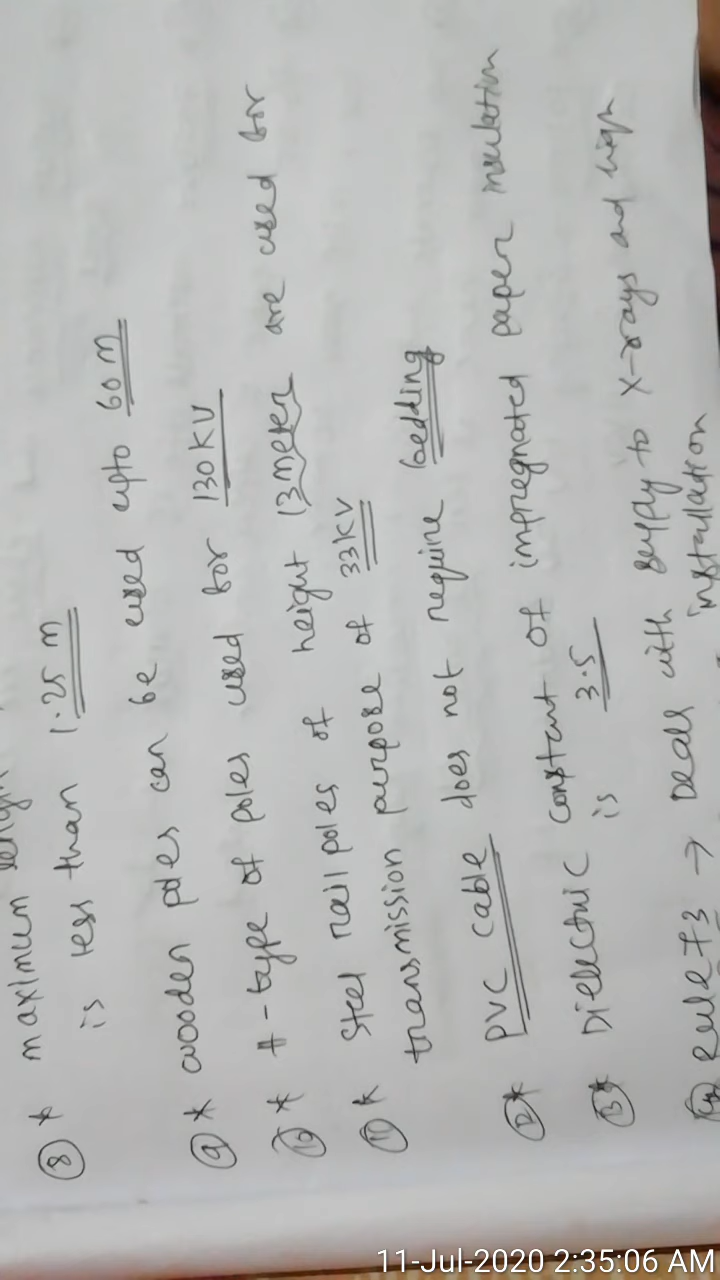 ⑧ * maximum length
is less than 1.25 m
⑨ * wooden poles can be used upto 60 m
⑩ * H-type of poles used for 130 KV
⑪ * Steel rail poles of height 13 meter are used for
transmission purpose of 33 KV
⑫ * PVC cable does not require bedding
⑬ * Dielectric constant of impregnated paper insulation
is 3.5
⑭ Rule 73 → Deals with supply to X-rays and high
installation
11-Jul-2020 2:35:06 AM